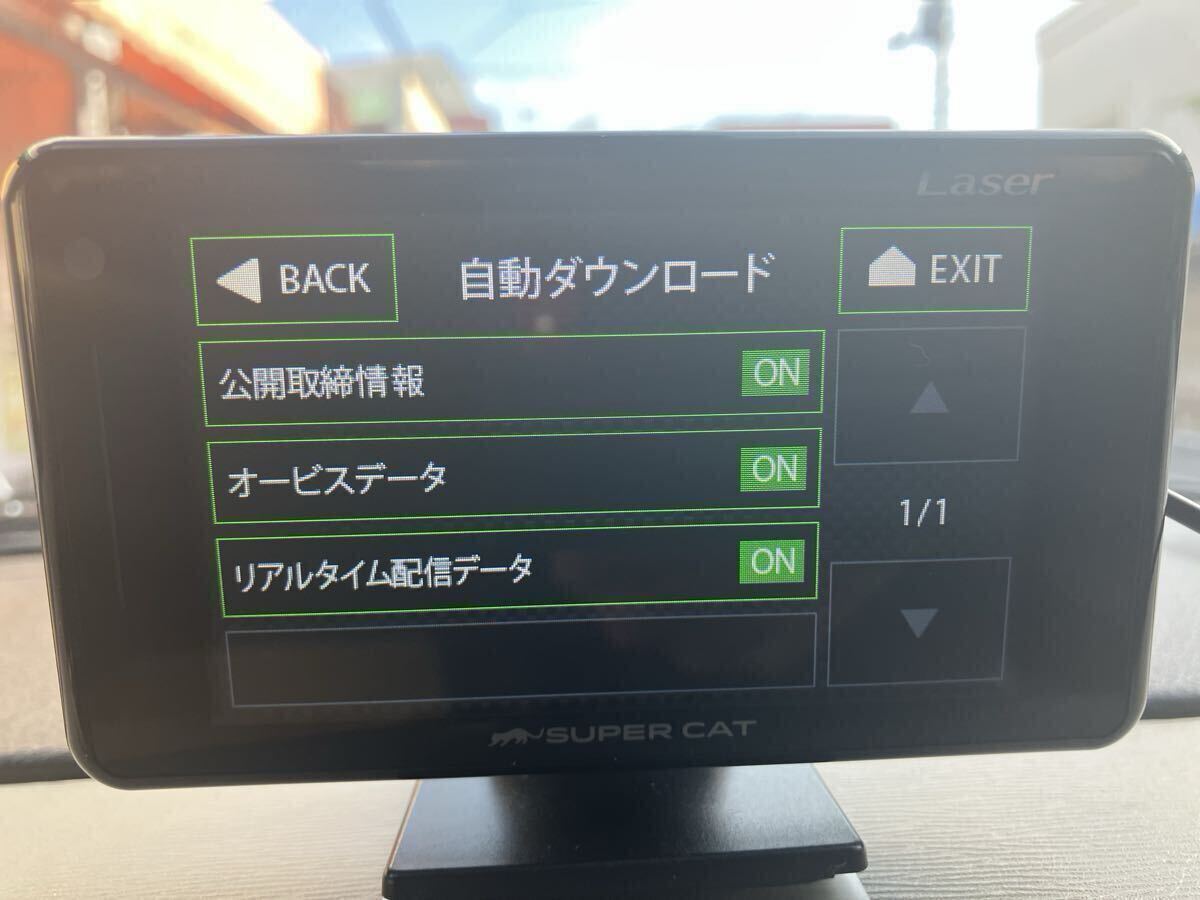 Laser
BACK
自動ダウンロード
EXIT
公開取締情報
ON
オービスデータ
ON
1/1
リアルタイム配信データ
ON
SUPER CAT